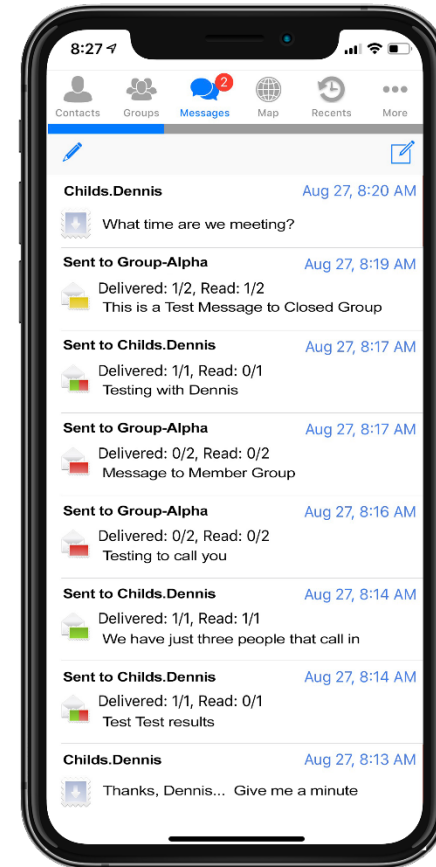 8:27
2
Contacts Groups Messages Map Recents More
Childs.Dennis Aug 27, 8:20 AM
What time are we meeting?
Sent to Group-Alpha Aug 27, 8:19 AM
Delivered: 1/2, Read: 1/2
This is a Test Message to Closed Group
Sent to Childs.Dennis Aug 27, 8:17 AM
Delivered: 1/1, Read: 0/1
Testing with Dennis
Sent to Group-Alpha Aug 27, 8:17 AM
Delivered: 0/2, Read: 0/2
Message to Member Group
Sent to Group-Alpha Aug 27, 8:16 AM
Delivered: 0/2, Read: 0/2
Testing to call you
Sent to Childs.Dennis Aug 27, 8:14 AM
Delivered: 1/1, Read: 1/1
We have just three people that call in
Sent to Childs.Dennis Aug 27, 8:14 AM
Delivered: 1/1, Read: 0/1
Test Test results
Childs.Dennis Aug 27, 8:13 AM
Thanks, Dennis... Give me a minute